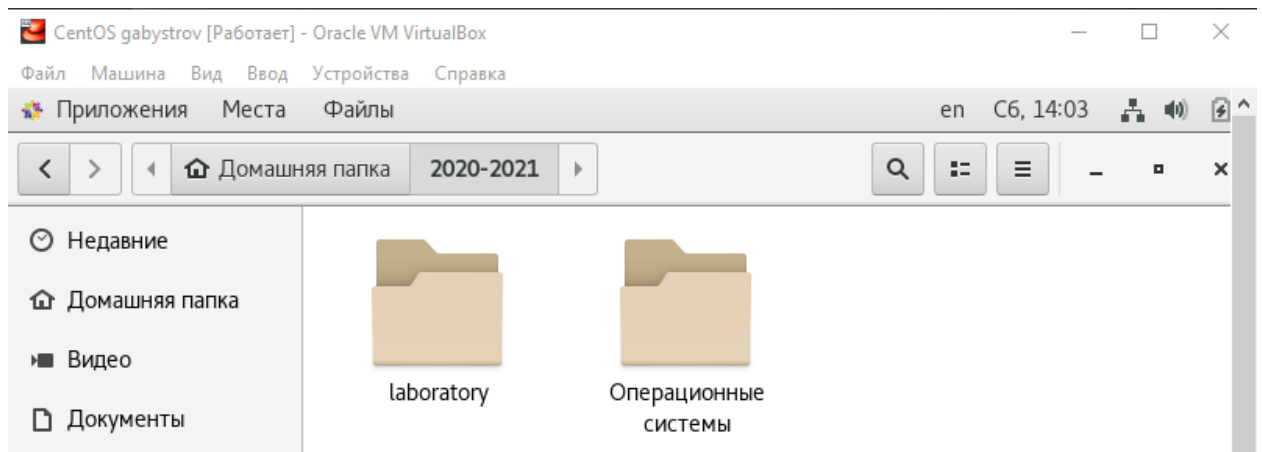 CentOS gabystrov [Работает] - Oracle VM VirtualBox
Файл Машина Вид Ввод Устройства Справка
Приложения Места Файлы en Сб, 14:03
Домашняя папка 2020-2021
Недавние
Домашняя папка
Видео
Документы
laboratory
Операционные
системы